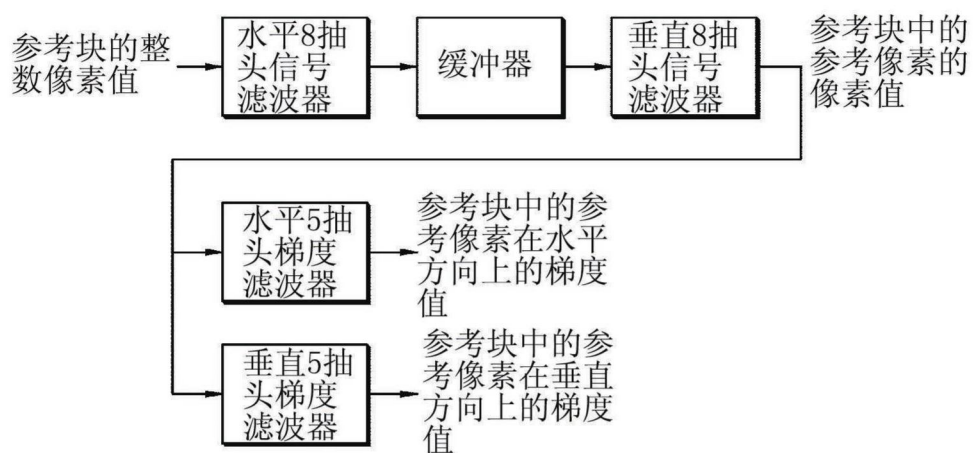 参考块的整
数像素值
水平8抽
头信号
滤波器
缓冲器
垂直8抽
头信号
滤波器
参考块中的
参考像素的
像素值
水平5抽
头梯度
滤波器
参考块中的参
考像素在水平
方向上的梯度
值
垂直5抽
头梯度
滤波器
参考块中的参
考像素在垂直
方向上的梯度
值